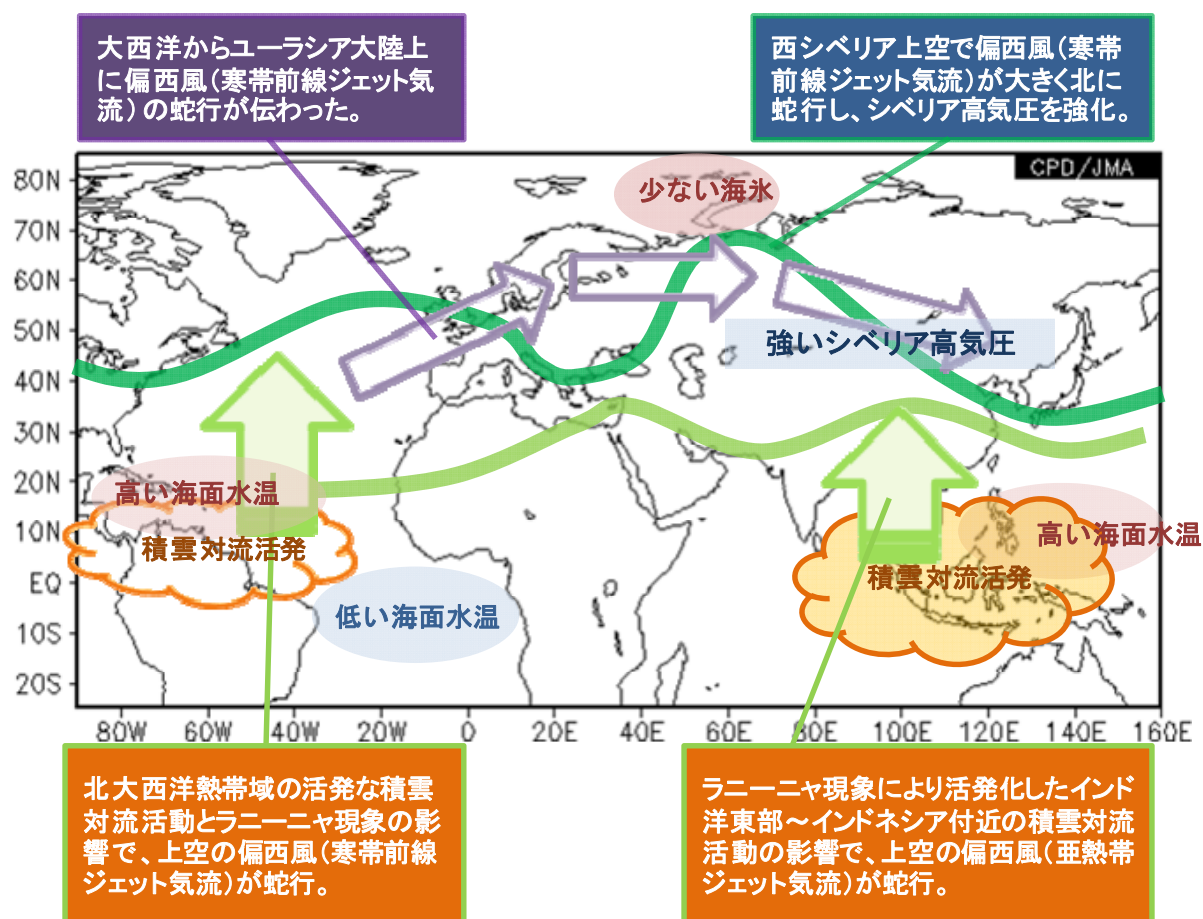 大西洋からユーラシア大陸上
に偏西風(寒帯前線ジェット気
流)の蛇行が伝わった。
西シベリア上空で偏西風(寒帯
前線ジェット気流)が大きく北に
蛇行し、シベリア高気圧を強化。
CPD/JMA
80N
70N
60N
50N
40N
30N
20N
10N
EQ
10S
20S
少ない海氷
強いシベリア高気圧
高い海面水温
積雲対流活発
低い海面水温
高い海面水温
積雲対流活発
80W 60W 40W 20W 0 20E 40E 60E 80E 100E 120E 140E 160E
北大西洋熱帯域の活発な積雲
対流活動とラニーニャ現象の影
響で、上空の偏西風(寒帯前線
ジェット気流)が蛇行。
ラニーニャ現象により活発化したインド
洋東部~インドネシア付近の積雲対流
活動の影響で、上空の偏西風(亜熱帯
ジェット気流)が蛇行。